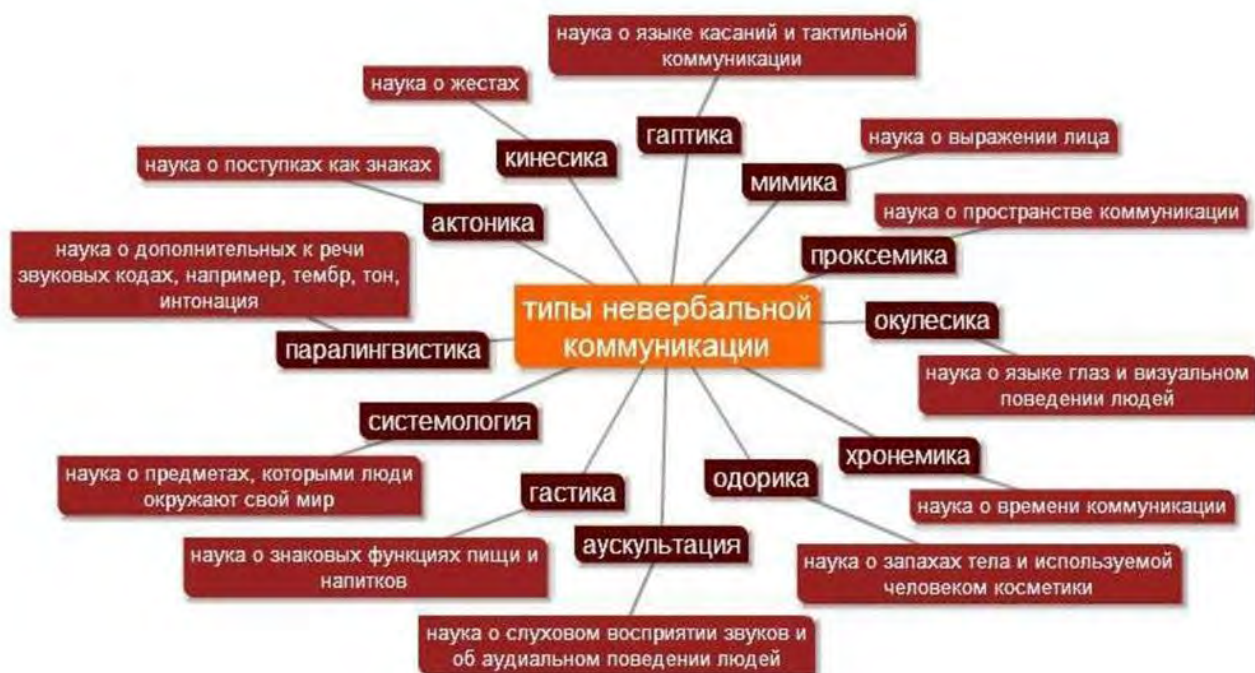 наука о языке касаний и тактильной
коммуникации
наука о жестах
гаптика
наука о выражении лица
кинесика
мимика
наука о поступках как знаках
актоника
наука о пространстве коммуникации
проксемика
наука о дополнительных к речи
звуковых кодах, например, тембр, тон,
интонация
паралингвистика
типы невербальной
коммуникации
окулесика
наука о языке глаз и визуальном
поведении людей
системология
наука о предметах, которыми люди
окружают свой мир
хронемика
наука о времени коммуникации
гастика
наука о знаковых функциях пищи и
напитков
одорика
наука о запахах тела и используемой
человеком косметики
аускультация
наука о слуховом восприятии звуков и
об аудиальном поведении людей